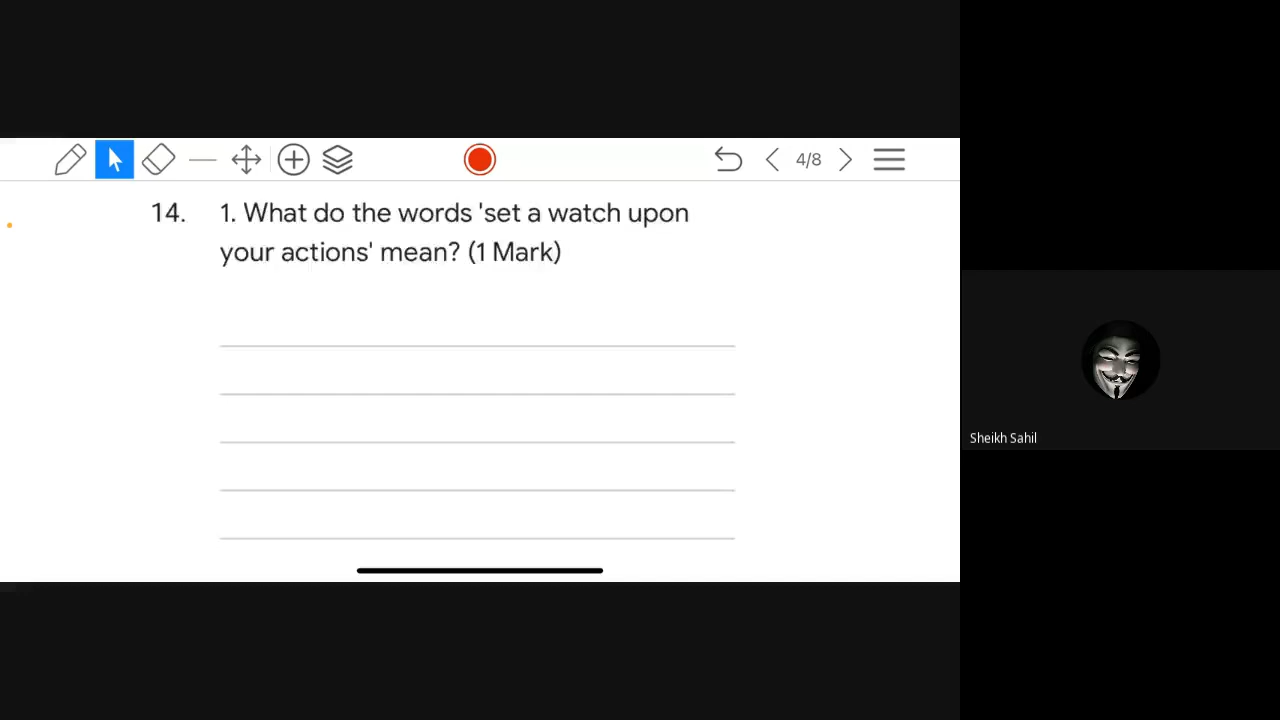 4/8
14. 1. What do the words 'set a watch upon
your actions' mean? (1 Mark)
Sheikh Sahil